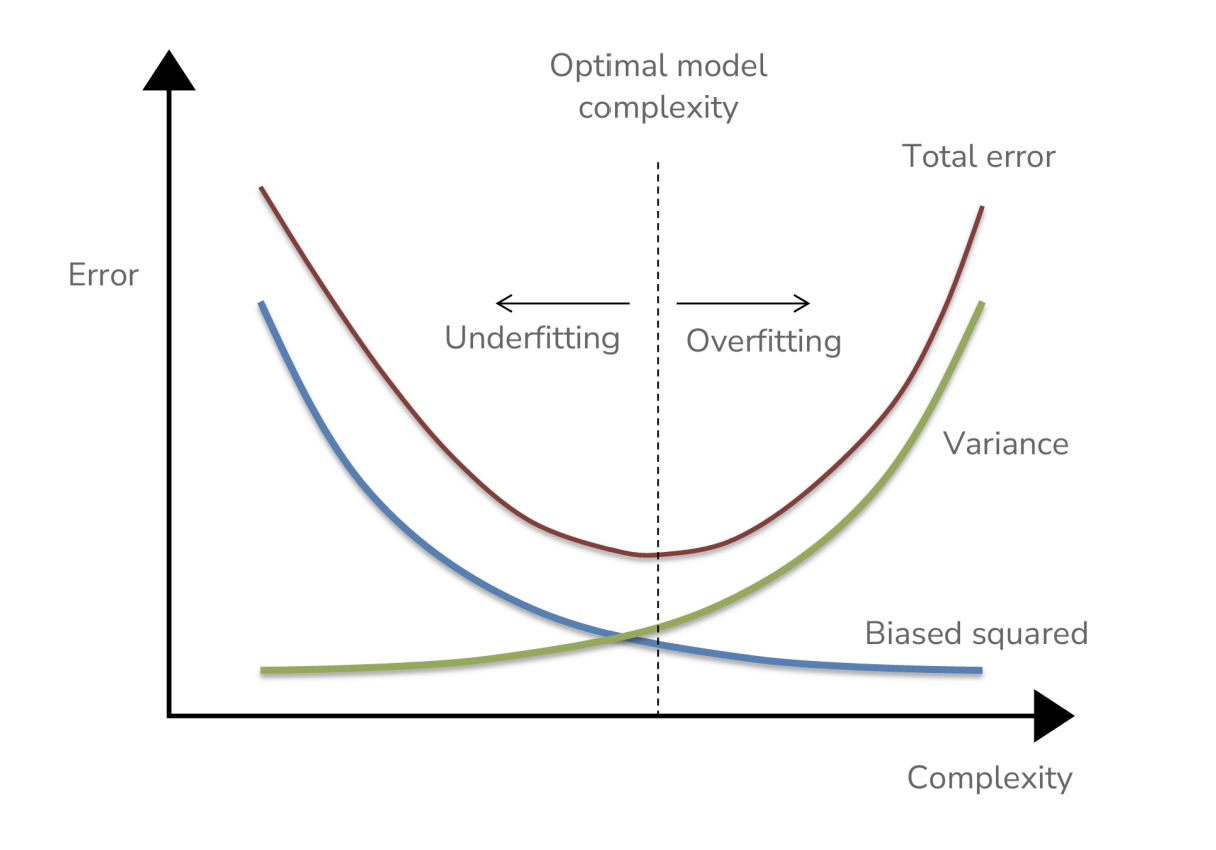 Optimal model
complexity
Total error
Error
Underfitting
Overfitting
Variance
Biased squared
Complexity